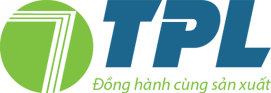 TPL
Đồng hành cùng sản xuất